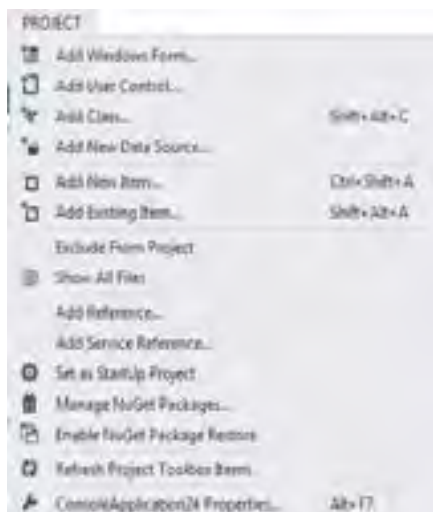 PROJECT
Add Windows Form...
Add User Control...
Add Class... Shift+Alt+C
Add New Data Source...
Add New Item... Ctrl+Shift+A
Add Existing Item... Shift+Alt+A
Exclude From Project
Show All Files
Add Reference...
Add Service Reference...
Set as StartUp Project
Manage NuGet Packages...
Enable NuGet Package Restore
Refresh Project Toolbox Items
ConsoleApplication24 Properties... Alt+F7